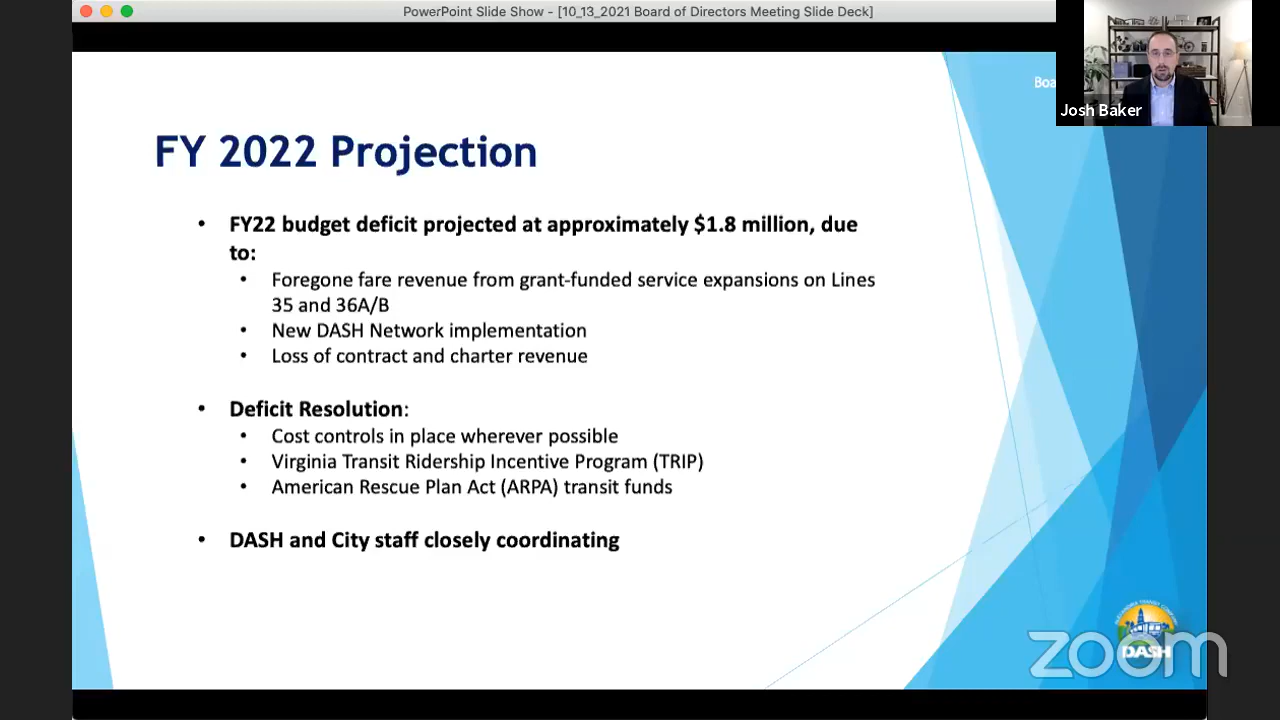 PowerPoint Slide Show - [10_13_2021 Board of Directors Meeting Slide Deck]
Josh Baker
FY 2022 Projection
• FY22 budget deficit projected at approximately $1.8 million, due
to:
• Foregone fare revenue from grant-funded service expansions on Lines
35 and 36A/B
• New DASH Network implementation
• Loss of contract and charter revenue
• Deficit Resolution:
• Cost controls in place wherever possible
• Virginia Transit Ridership Incentive Program (TRIP)
• American Rescue Plan Act (ARPA) transit funds
• DASH and City staff closely coordinating
DASH
zoom